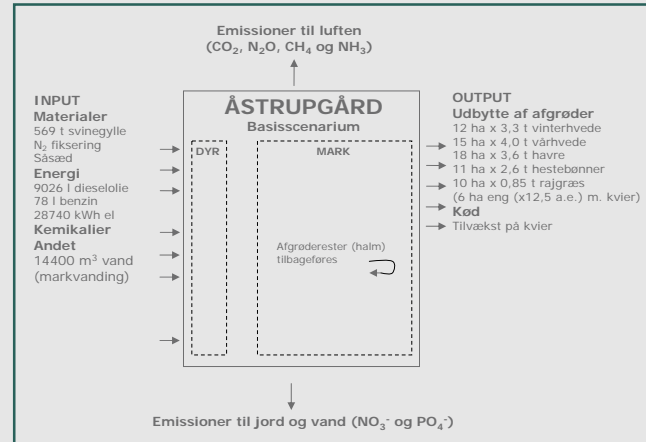 Emissioner til luften
(CO₂, N₂O, CH₄ og NH₃)
INPUT
Materialer
569 t svinegylle
N₂ fiksering
Såsæd
Energi
9026 l dieselolie
78 l benzin
28740 kWh el
Kemikalier
Andet
14400 m³ vand
(markvanding)
ÅSTRUPGÅRD
Basisscenarium
DYR
MARK
Afgrøderester (halm)
tilbageføres
OUTPUT
Udbytte af afgrøder
12 ha x 3,3 t vinterhvede
15 ha x 4,0 t vårhvede
18 ha x 3,6 t havre
11 ha x 2,6 t hestebønner
10 ha x 0,85 t rajgræs
(6 ha eng (x12,5 a.e.) m. kvier)
Kød
Tilvækst på kvier
Emissioner til jord og vand (NO₃⁻ og PO₄⁻)